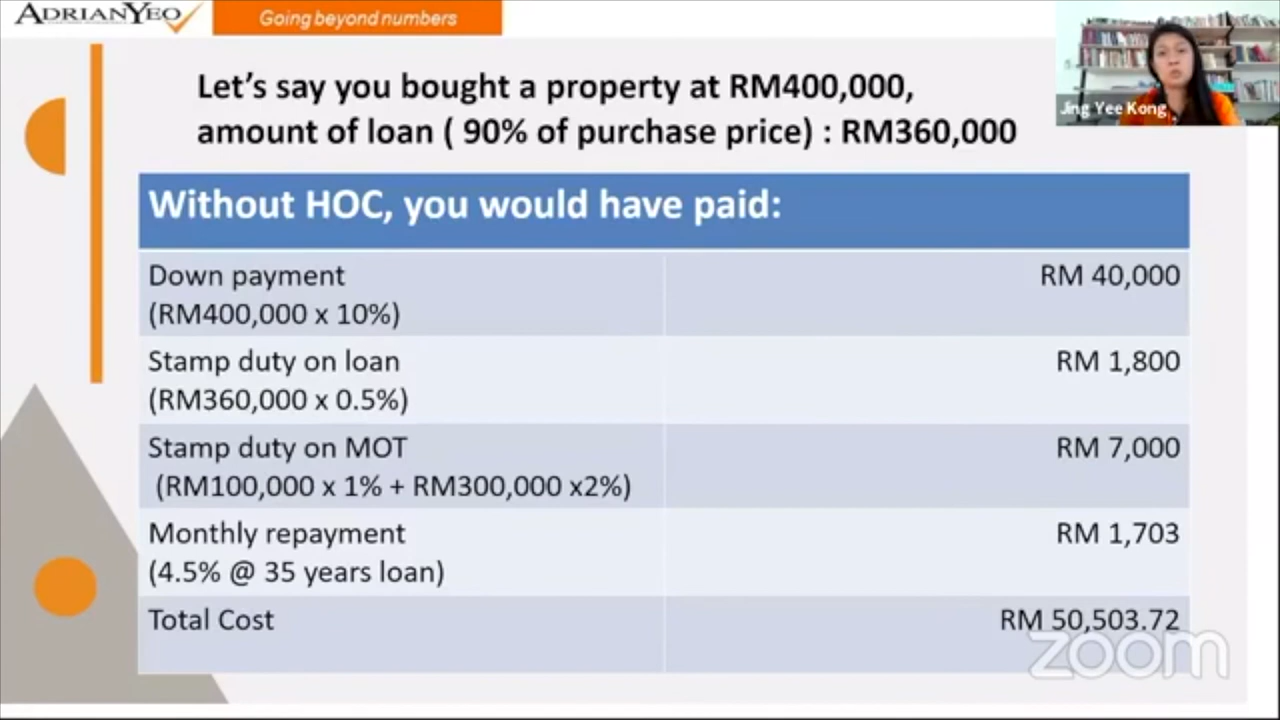 ADRIANYEO
Going beyond numbers
Jing Yee Kong
Let's say you bought a property at RM400,000,
amount of loan ( 90% of purchase price) : RM360,000
Without HOC, you would have paid:
Down payment
(RM400,000 x 10%)
RM 40,000
Stamp duty on loan
(RM360,000 x 0.5%)
RM 1,800
Stamp duty on MOT
(RM100,000 x 1% + RM300,000 x2%)
RM 7,000
Monthly repayment
(4.5% @ 35 years loan)
RM 1,703
Total Cost
RM 50,503.72
zoom